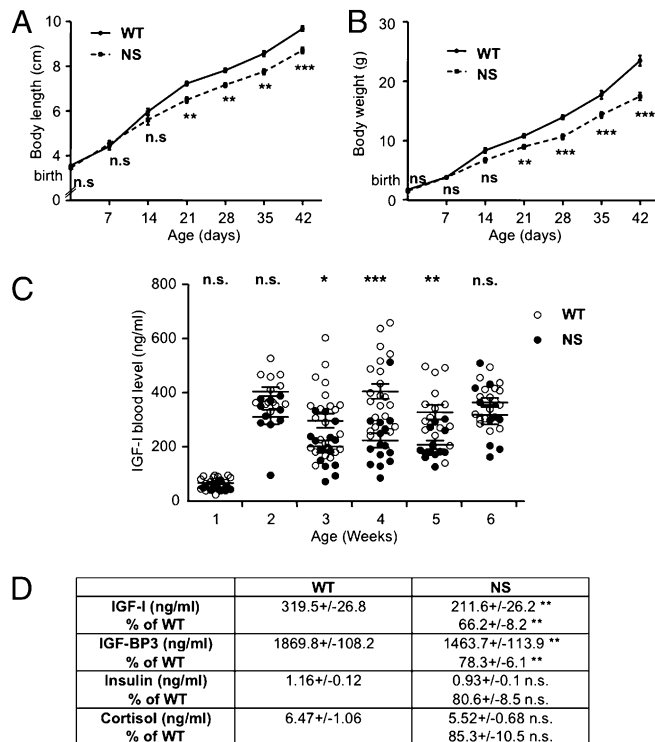 A
10
8
6
4
0
Body length (cm)
birth
WT
NS
n.s
n.s
n.s
**
**
**
***
7 14 21 28 35 42
Age (days)
B
30
20
10
0
Body weight (g)
birth
WT
NS
ns
ns
ns
**
***
***
***
7 14 21 28 35 42
Age (days)
C
800
600
400
200
0
IGF-I blood level (ng/ml)
n.s. n.s. * *** ** n.s.
WT
NS
1 2 3 4 5 6
Age (Weeks)
D
WT NS
IGF-I (ng/ml) 319.5+/-26.8 211.6+/-26.2 **
% of WT 66.2+/-8.2 **
IGF-BP3 (ng/ml) 1869.8+/-108.2 1463.7+/-113.9 **
% of WT 78.3+/-6.1 **
Insulin (ng/ml) 1.16+/-0.12 0.93+/-0.1 n.s.
% of WT 80.6+/-8.5 n.s.
Cortisol (ng/ml) 6.47+/-1.06 5.52+/-0.68 n.s.
% of WT 85.3+/-10.5 n.s.